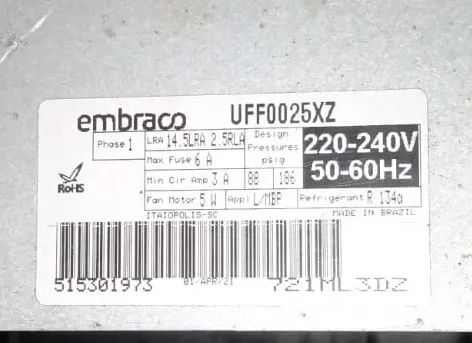 embraco UFF0025XZ
Phase 1 LRA 14.5LRA 2.5RLA Design Pressures psig 220-240V 50-60Hz
Max Fuse 6 A
Min Cir Amp 3 A 88 186
Fan Motor 5 W Appl L/MBP Refrigerant R 134a
RoHS
ITAIOPOLIS-SC MADE IN BRAZIL
515301973 01/APR/21 721ML3DZ